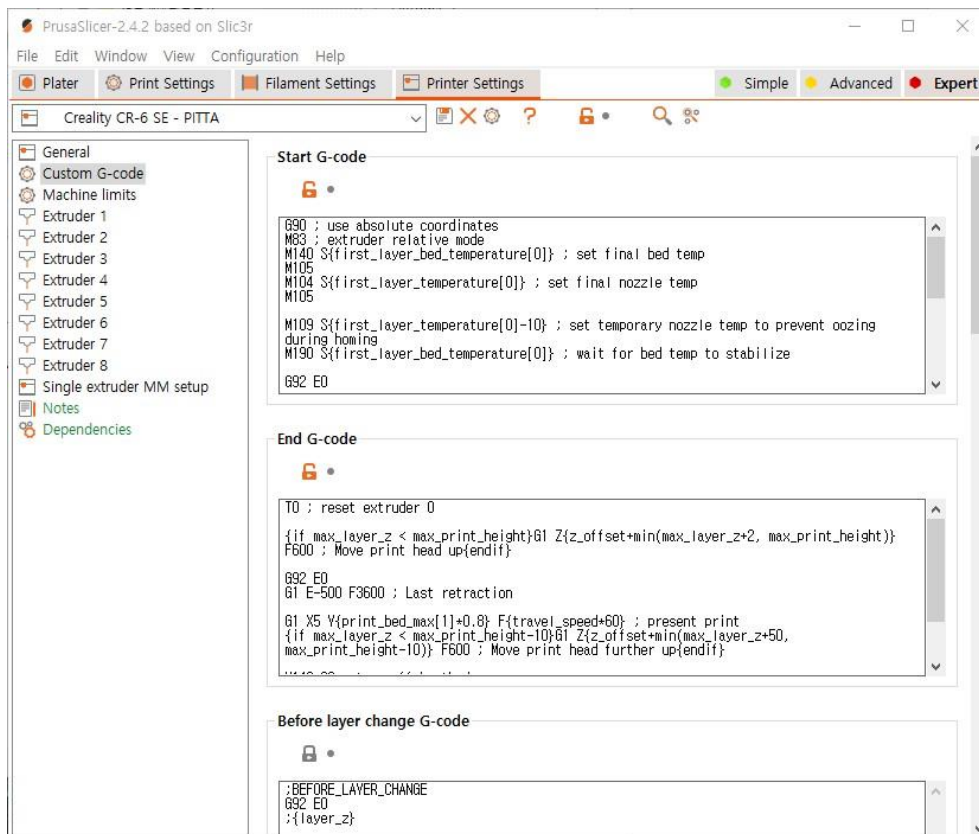 PrusaSlicer-2.4.2 based on Slic3r
File Edit Window View Configuration Help
Plater Print Settings Filament Settings Printer Settings Simple Advanced Expert
Creality CR-6 SE - PITTA
General
Custom G-code
Machine limits
Extruder 1
Extruder 2
Extruder 3
Extruder 4
Extruder 5
Extruder 6
Extruder 7
Extruder 8
Single extruder MM setup
Notes
Dependencies
Start G-code
G90 ; use absolute coordinates
M83 ; extruder relative mode
M140 S{first_layer_bed_temperature[0]} ; set final bed temp
M105
M104 S{first_layer_temperature[0]} ; set final nozzle temp
M105
M109 S{first_layer_temperature[0]-10} ; set temporary nozzle temp to prevent oozing
during homing
M190 S{first_layer_bed_temperature[0]} ; wait for bed temp to stabilize
G92 E0
End G-code
T0 ; reset extruder 0
{if max_layer_z < max_print_height}G1 Z{z_offset+min(max_layer_z+2, max_print_height)}
F600 ; Move print head up{endif}
G92 E0
G1 E-500 F3600 ; Last retraction
G1 X5 Y{print_bed_max[1]*0.8} F{travel_speed*60} ; present print
{if max_layer_z < max_print_height-10}G1 Z{z_offset+min(max_layer_z+50,
max_print_height-10)} F600 ; Move print head further up{endif}
Before layer change G-code
;BEFORE_LAYER_CHANGE
G92 E0
;{layer_z}